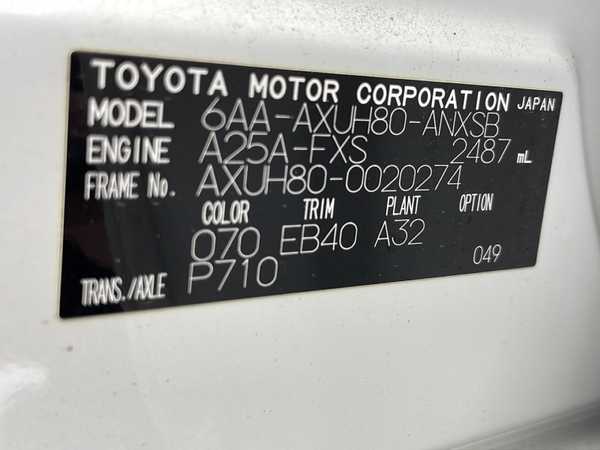 TOYOTA MOTOR CORPORATION JAPAN
MODEL 6AA-AXUH80-ANXSB
ENGINE A25A-FXS 2487 mL
FRAME No. AXUH80-0020274
COLOR TRIM PLANT OPTION
070 EB40 A32 049
TRANS./AXLE P710